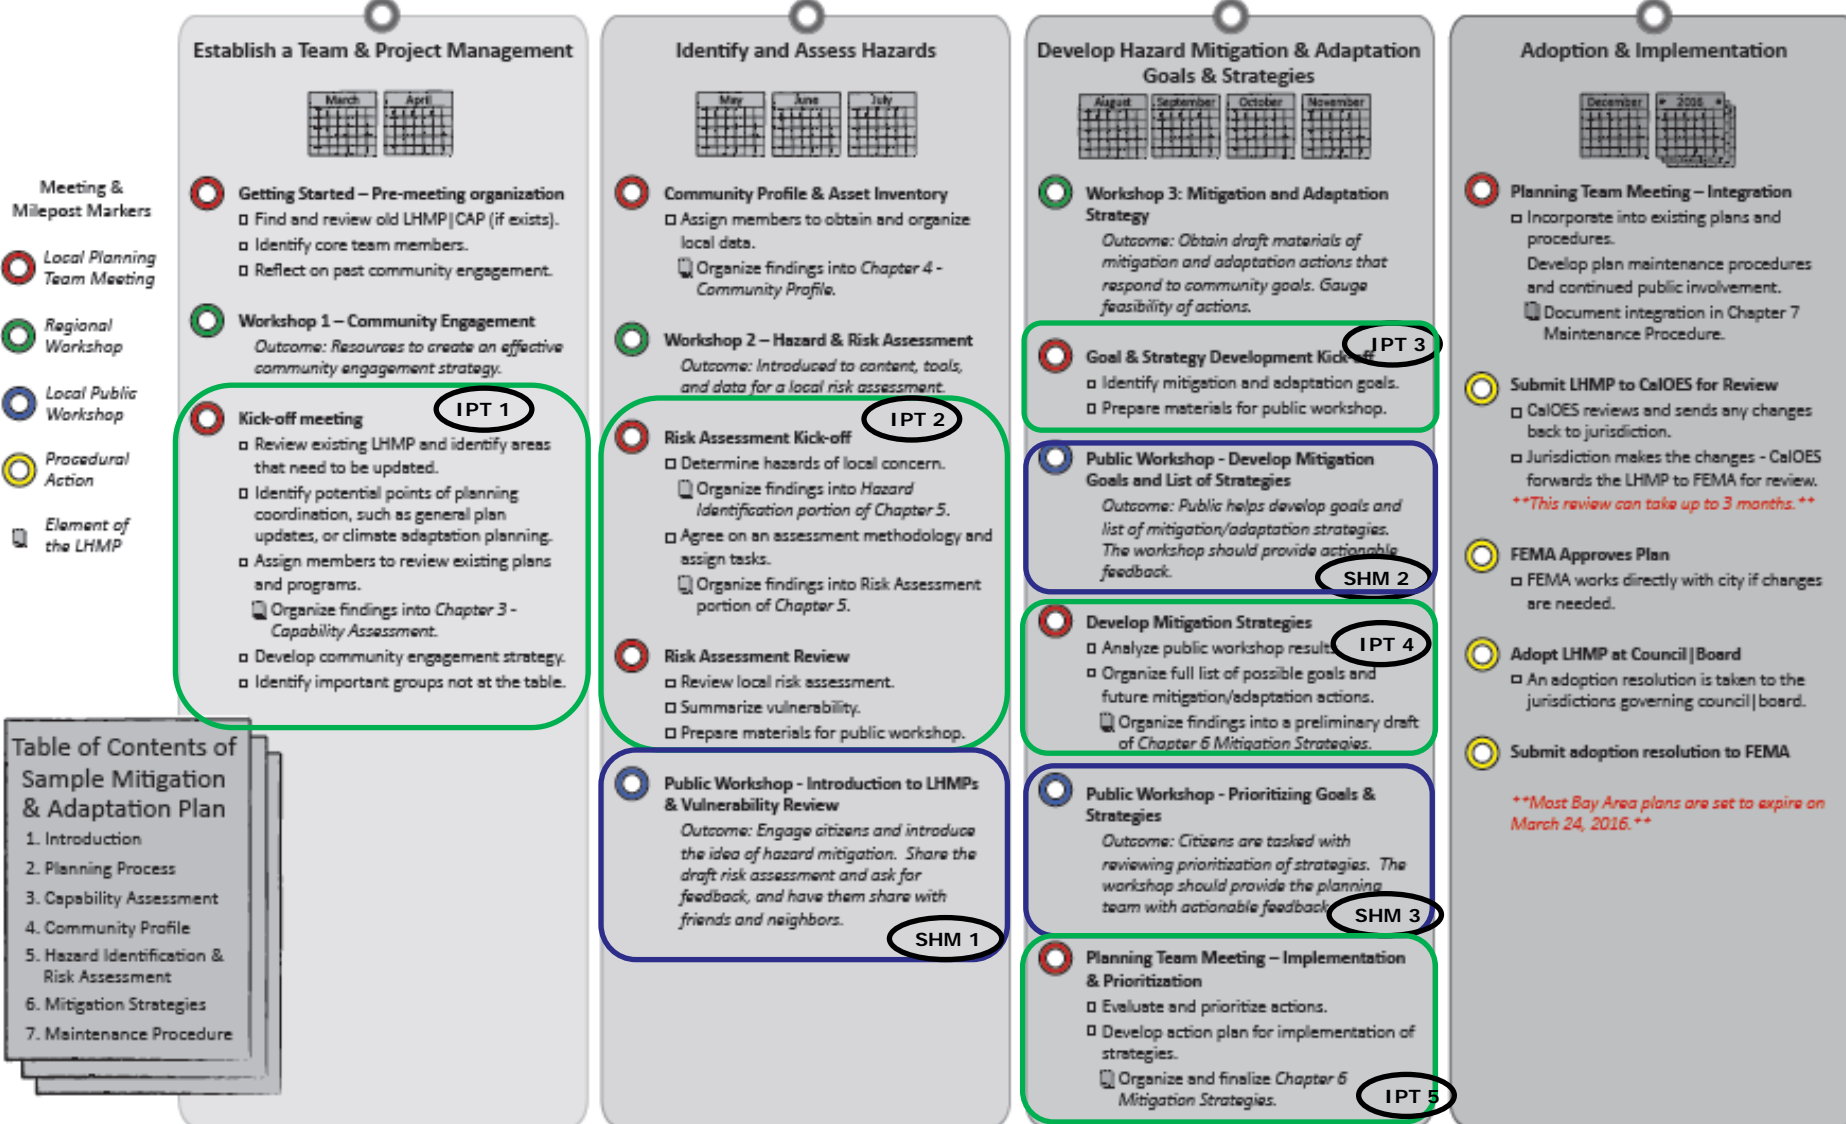 Meeting &
Milepost Markers
Local Planning
Team Meeting
Regional
Workshop
Local Public
Workshop
Procedural
Action
Element of
the LHMP
Table of Contents of
Sample Mitigation
& Adaptation Plan
1. Introduction
2. Planning Process
3. Capability Assessment
4. Community Profile
5. Hazard Identification &
Risk Assessment
6. Mitigation Strategies
7. Maintenance Procedure
Establish a Team & Project Management
March
April
Getting Started – Pre-meeting organization
Find and review old LHMP|CAP (if exists).
Identify core team members.
Reflect on past community engagement.
Workshop 1 – Community Engagement
Outcome: Resources to create an effective
community engagement strategy.
IPT 1
Kick-off meeting
Review existing LHMP and identify areas
that need to be updated.
Identify potential points of planning
coordination, such as general plan
updates, or climate adaptation planning.
Assign members to review existing plans
and programs.
Organize findings into Chapter 3 -
Capability Assessment.
Develop community engagement strategy.
Identify important groups not at the table.
Identify and Assess Hazards
May
June
July
Community Profile & Asset Inventory
Assign members to obtain and organize
local data.
Organize findings into Chapter 4 -
Community Profile.
Workshop 2 – Hazard & Risk Assessment
Outcome: Introduced to content, tools,
and data for a local risk assessment.
IPT 2
Risk Assessment Kick-off
Determine hazards of local concern.
Organize findings into Hazard
Identification portion of Chapter 5.
Agree on an assessment methodology and
assign tasks.
Organize findings into Risk Assessment
portion of Chapter 5.
Risk Assessment Review
Review local risk assessment.
Summarize vulnerability.
Prepare materials for public workshop.
Public Workshop - Introduction to LHMPs
& Vulnerability Review
Outcome: Engage citizens and introduce
the idea of hazard mitigation. Share the
draft risk assessment and ask for
feedback, and have them share with
friends and neighbors.
SHM 1
Develop Hazard Mitigation & Adaptation
Goals & Strategies
August
September
October
November
Workshop 3: Mitigation and Adaptation
Strategy
Outcome: Obtain draft materials of
mitigation and adaptation actions that
respond to community goals. Gauge
feasibility of actions.
IPT 3
Goal & Strategy Development Kick-off
Identify mitigation and adaptation goals.
Prepare materials for public workshop.
Public Workshop - Develop Mitigation
Goals and List of Strategies
Outcome: Public helps develop goals and
list of mitigation/adaptation strategies.
The workshop should provide actionable
feedback.
SHM 2
Develop Mitigation Strategies
Analyze public workshop results
IPT 4
Organize full list of possible goals and
future mitigation/adaptation actions.
Organize findings into a preliminary draft
of Chapter 6 Mitigation Strategies.
Public Workshop - Prioritizing Goals &
Strategies
Outcome: Citizens are tasked with
reviewing prioritization of strategies. The
workshop should provide the planning
team with actionable feedback
SHM 3
Planning Team Meeting – Implementation
& Prioritization
Evaluate and prioritize actions.
Develop action plan for implementation of
strategies.
Organize and finalize Chapter 6
Mitigation Strategies.
IPT 5
Adoption & Implementation
December
2016
Planning Team Meeting – Integration
Incorporate into existing plans and
procedures.
Develop plan maintenance procedures
and continued public involvement.
Document integration in Chapter 7
Maintenance Procedure.
Submit LHMP to CalOES for Review
CalOES reviews and sends any changes
back to jurisdiction.
Jurisdiction makes the changes - CalOES
forwards the LHMP to FEMA for review.
**This review can take up to 3 months.**
FEMA Approves Plan
FEMA works directly with city if changes
are needed.
Adopt LHMP at Council|Board
An adoption resolution is taken to the
jurisdictions governing council|board.
Submit adoption resolution to FEMA
**Most Bay Area plans are set to expire on
March 24, 2016.**